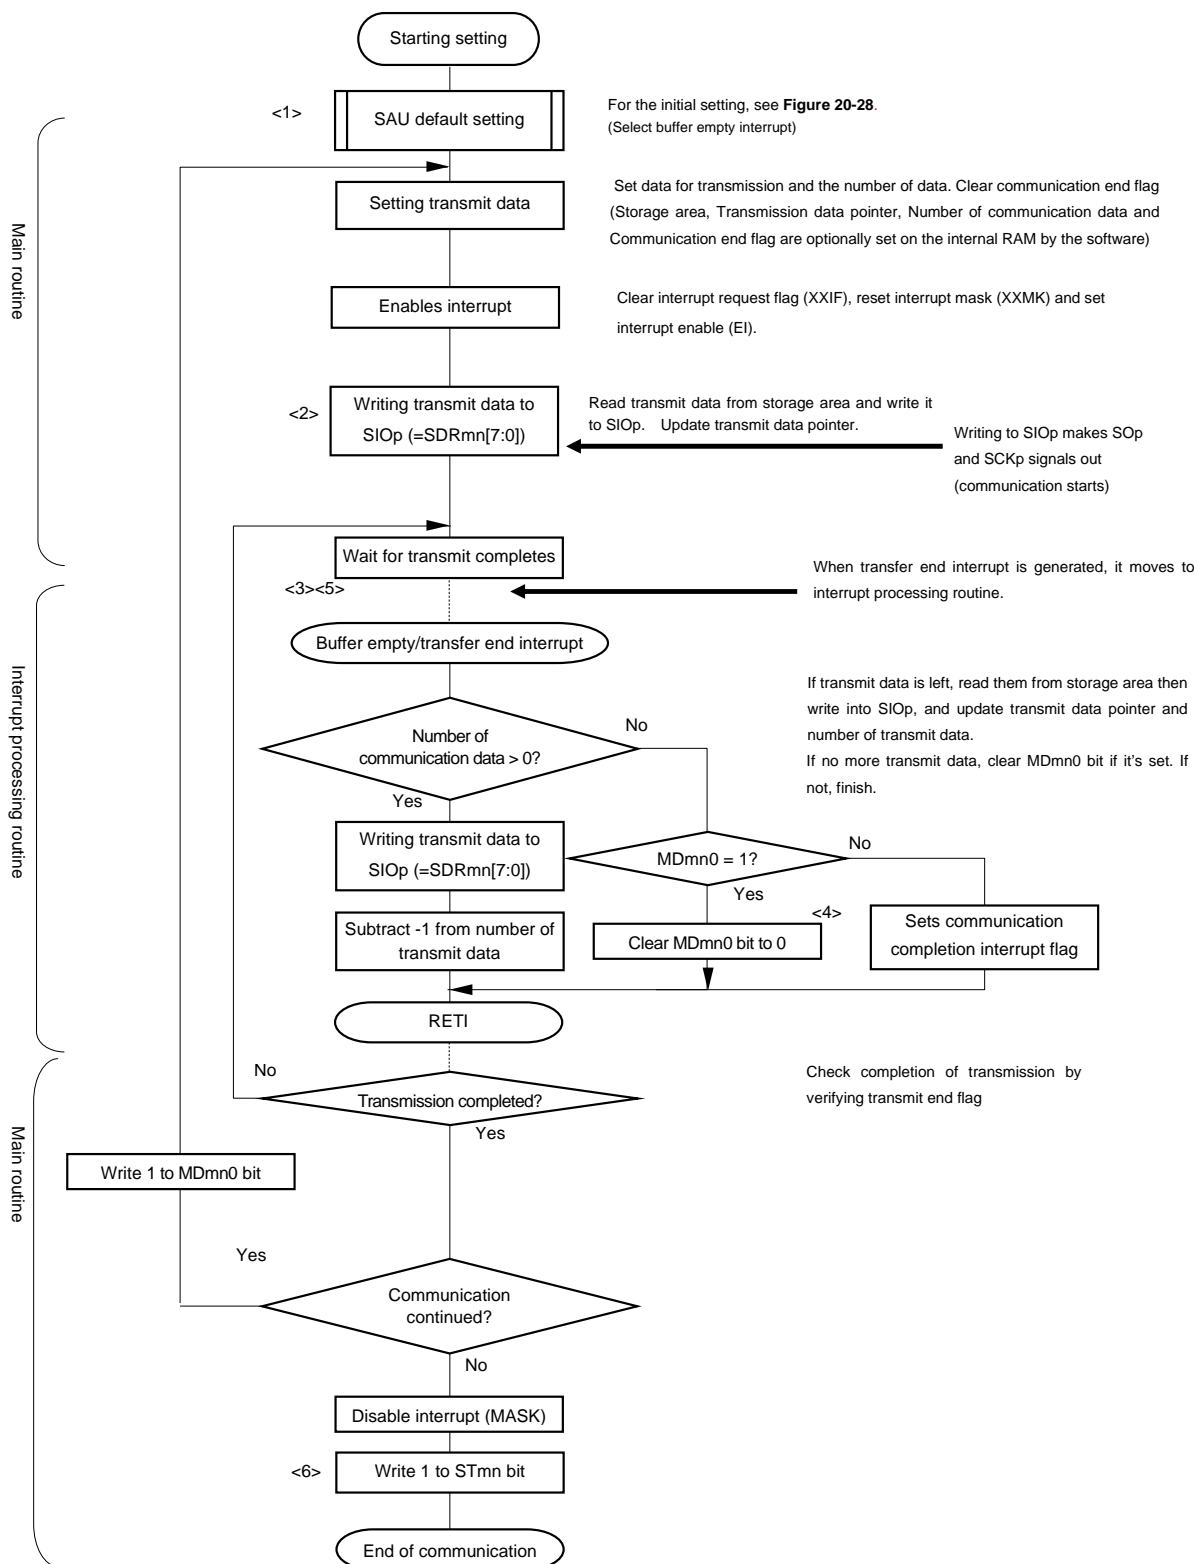 Starting setting
<1>
SAU default setting
For the initial setting, see Figure 20-28.
(Select buffer empty interrupt)
Main routine
Setting transmit data
Set data for transmission and the number of data. Clear communication end flag
(Storage area, Transmission data pointer, Number of communication data and
Communication end flag are optionally set on the internal RAM by the software)
Enables interrupt
Clear interrupt request flag (XXIF), reset interrupt mask (XXMK) and set
interrupt enable (EI).
<2>
Writing transmit data to
SIOp (=SDRmn[7:0])
Read transmit data from storage area and write it
to SIOp. Update transmit data pointer.
Writing to SIOp makes SOp
and SCKp signals out
(communication starts)
Wait for transmit completes
<3><5>
When transfer end interrupt is generated, it moves to
interrupt processing routine.
Buffer empty/transfer end interrupt
Interrupt processing routine
If transmit data is left, read them from storage area then
write into SIOp, and update transmit data pointer and
number of transmit data.
If no more transmit data, clear MDmn0 bit if it's set. If
not, finish.
Number of
communication data > 0?
No
Yes
Writing transmit data to
SIOp (=SDRmn[7:0])
MDmn0 = 1?
No
Yes
<4>
Subtract -1 from number of
transmit data
Clear MDmn0 bit to 0
Sets communication
completion interrupt flag
RETI
No
Transmission completed?
Yes
Check completion of transmission by
verifying transmit end flag
Main routine
Write 1 to MDmn0 bit
Yes
Communication
continued?
No
Disable interrupt (MASK)
<6>
Write 1 to STmn bit
End of communication